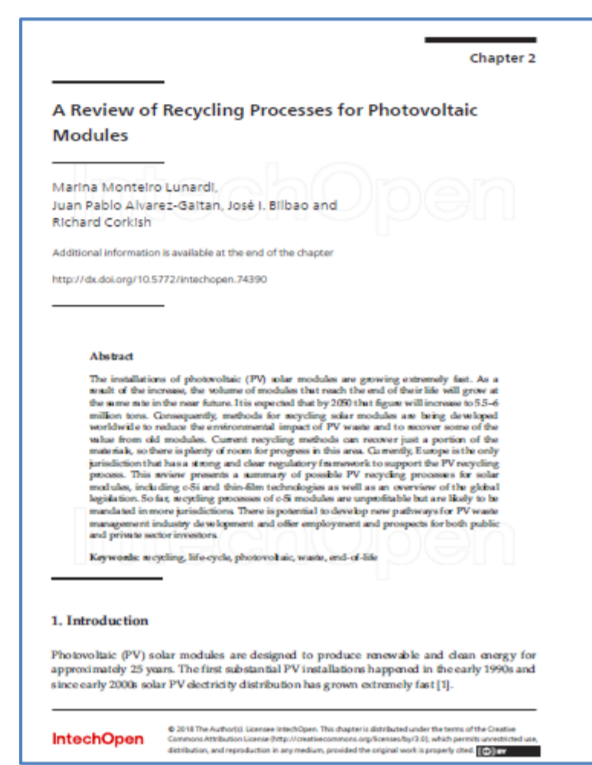 Chapter 2
A Review of Recycling Processes for Photovoltaic
Modules
Marina Monteiro Lunardi,
Juan Pablo Alvarez-Gaitan, José I. Bilbao and
Richard Corkish
Additional information is available at the end of the chapter
http://dx.doi.org/10.5772/intechopen.74390
IntechOpen
Abstract
The installations of photovoltaic (PV) solar modules are growing extremely fast. As a
result of the increase, the volume of modules that reach the end of their life will grow at
the same rate in the near future. It is expected that by 2050 that figure will increase to 5.5–6
million tons. Consequently, methods for recycling solar modules are being developed
worldwide to reduce the environmental impact of PV waste and to recover some of the
value from old modules. Current recycling methods can recover just a portion of the
materials, so there is plenty of room for progress in this area. Currently, Europe is the only
jurisdiction that has a strong and clear regulatory framework to support the PV recycling
process. This review presents a summary of possible PV recycling processes for solar
modules, including c-Si and thin-film technologies as well as an overview of the global
legislation. So far, recycling processes of c-Si modules are unprofitable but are likely to be
mandated in more jurisdictions. There is potential to develop new pathways for PV waste
management industry development and offer employment and prospects for both public
and private sector investors.
Keywords: recycling, life-cycle, photovoltaic, waste, end-of-life
IntechOpen
1. Introduction
Photovoltaic (PV) solar modules are designed to produce renewable and clean energy for
approximately 25 years. The first substantial PV installations happened in the early 1990s and
since early 2000s solar PV electricity distribution has grown extremely fast [1].
IntechOpen
© 2018 The Author(s). Licensee IntechOpen. This chapter is distributed under the terms of the Creative
Commons Attribution License (http://creativecommons.org/licenses/by/3.0), which permits unrestricted use,
distribution, and reproduction in any medium, provided the original work is properly cited. (cc) BY